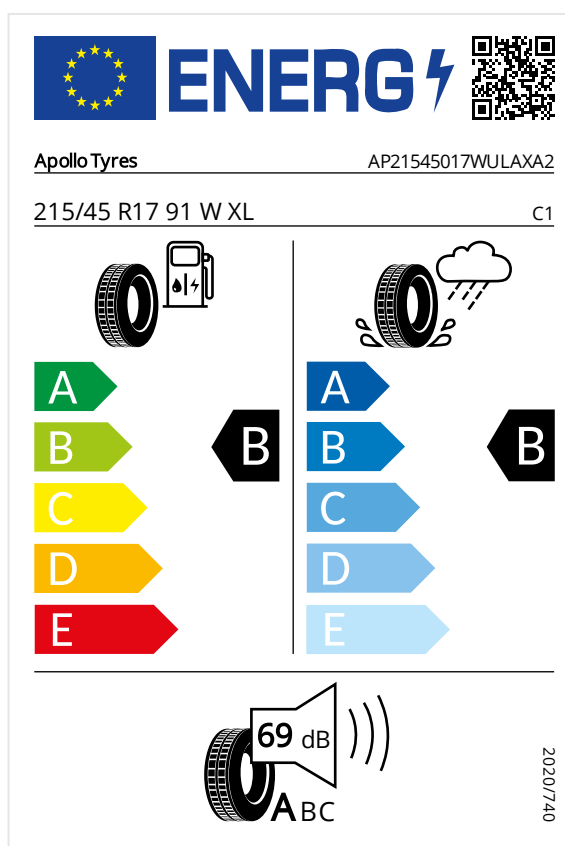 ENERG
Apollo Tyres AP21545017WULAXA2
215/45 R17 91 W XL C1
A A
B B B B
C C
D D
E E
69 dB
ABC
2020/740